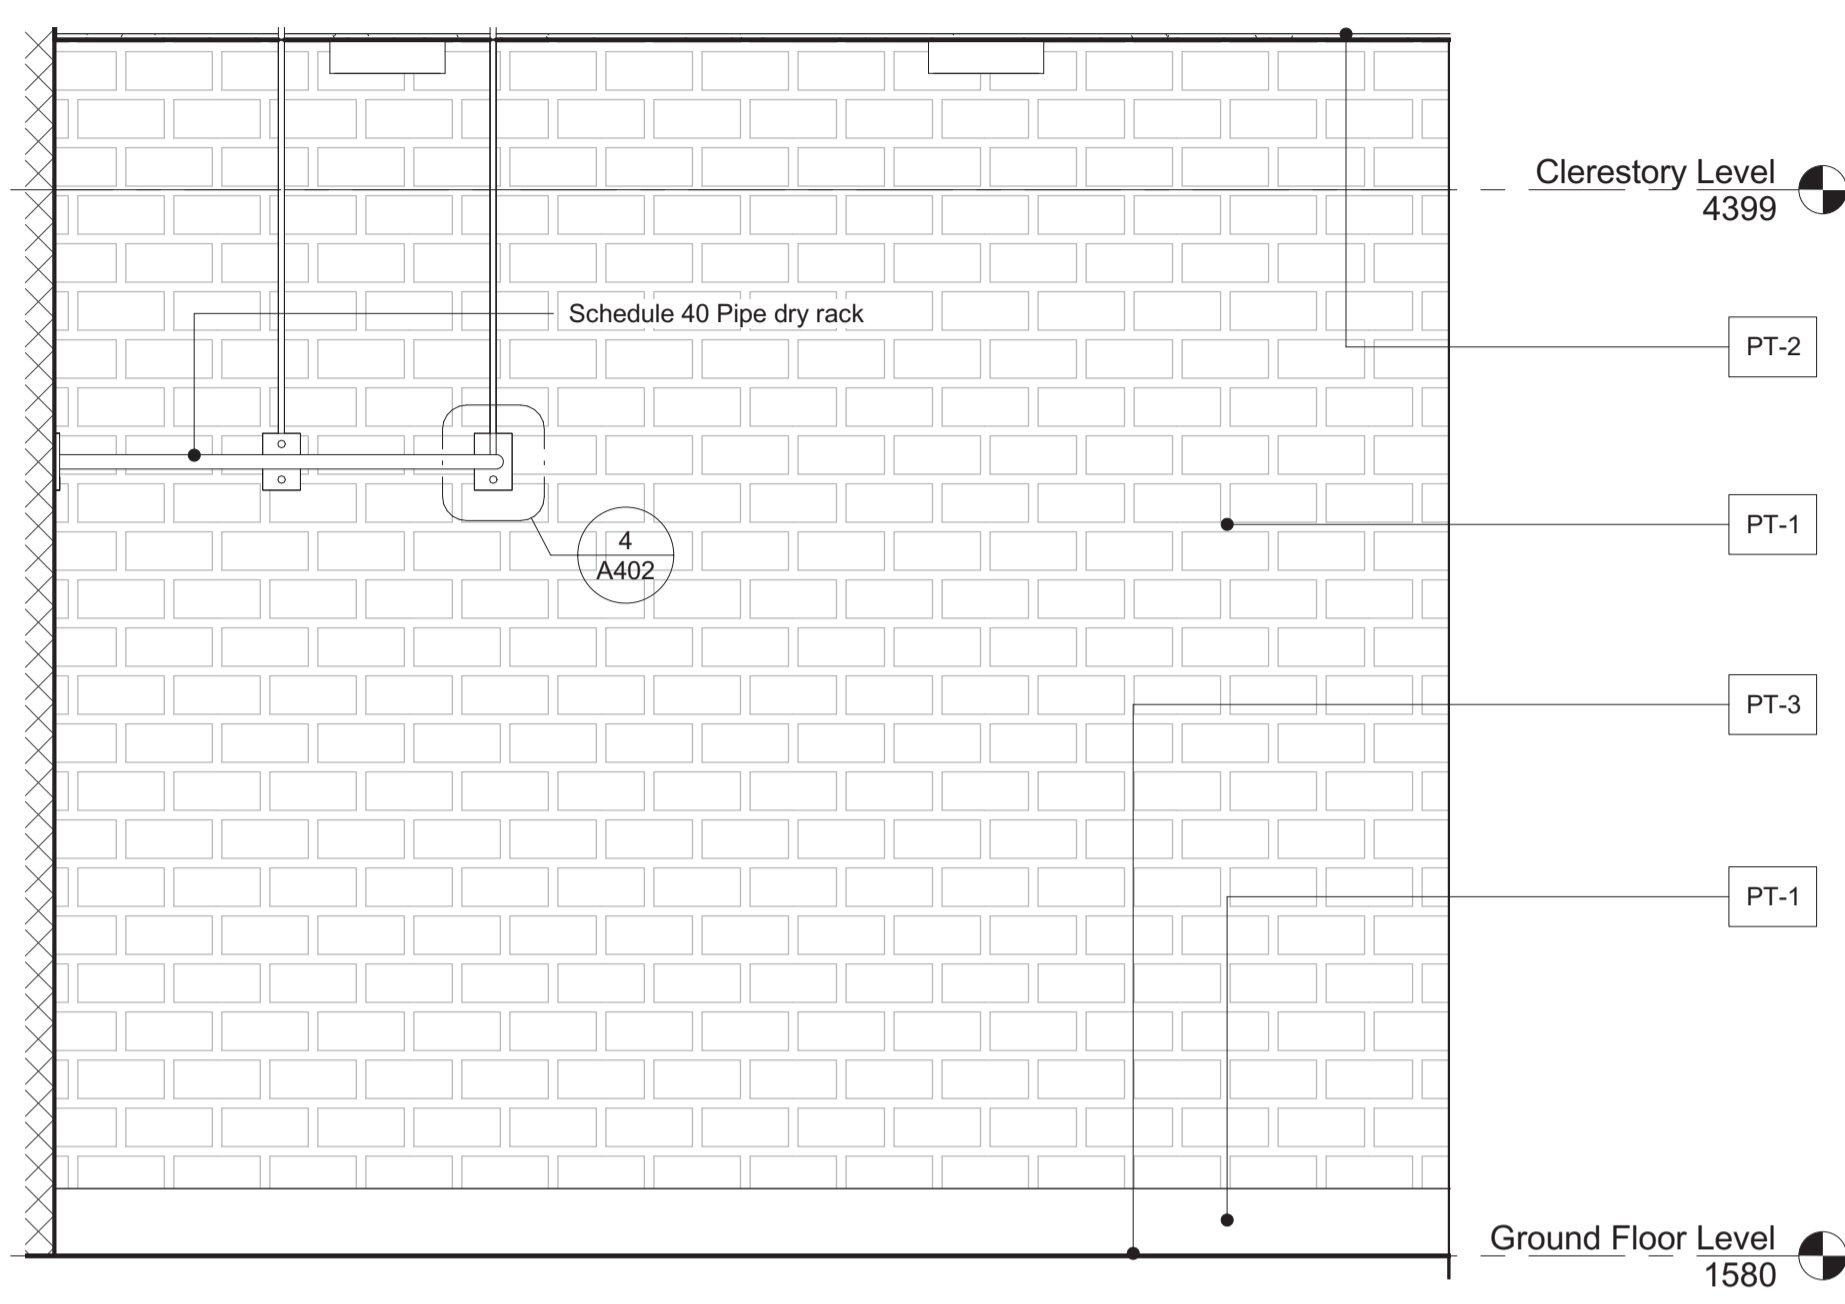 Clerestory Level
4399
Schedule 40 Pipe dry rack
PT-2
PT-1
4
A402
PT-3
PT-1
Ground Floor Level
1580